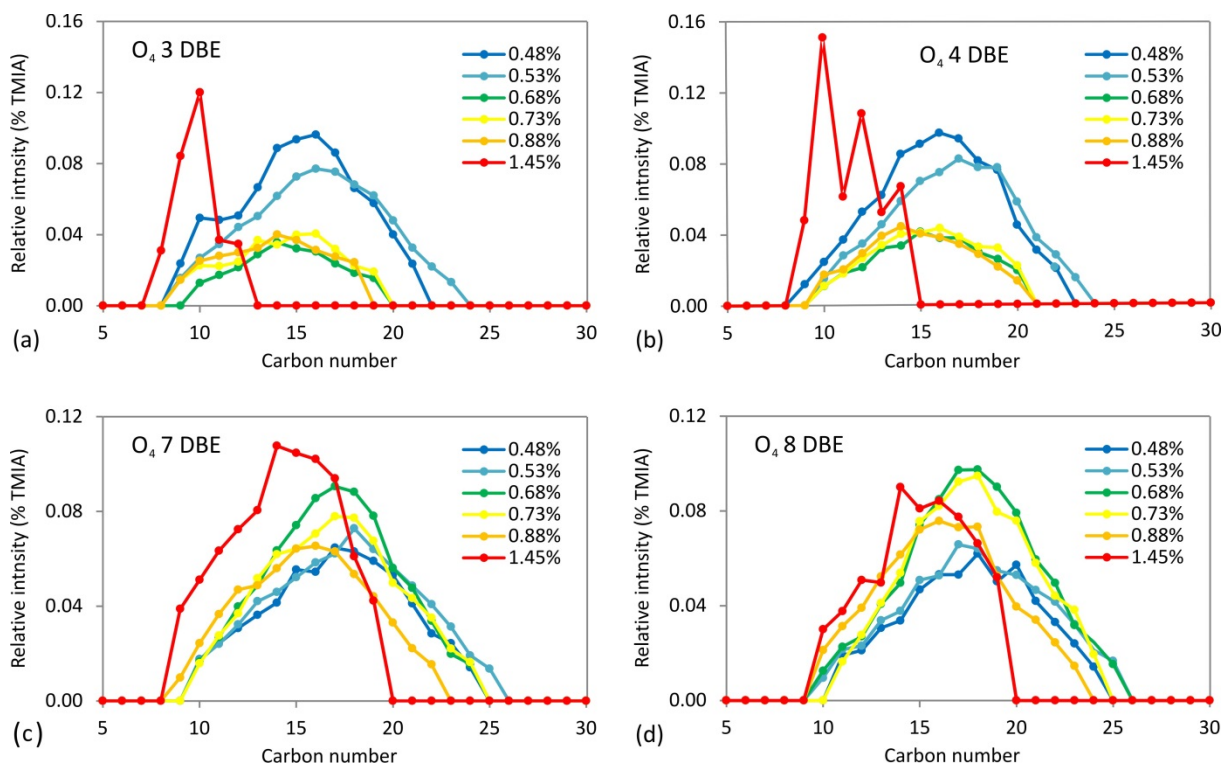 O₄ 3 DBE
Relative intnsity (% TMIA)
0.16
0.12
0.08
0.04
0.00
5 10 15 20 25 30
Carbon number
0.48%
0.53%
0.68%
0.73%
0.88%
1.45%
(a)
O₄ 4 DBE
Relative intnsity (% TMIA)
0.16
0.12
0.08
0.04
0.00
5 10 15 20 25 30
Carbon number
0.48%
0.53%
0.68%
0.73%
0.88%
1.45%
(b)
O₄ 7 DBE
Relative intnsity (% TMIA)
0.12
0.08
0.04
0.00
5 10 15 20 25 30
Carbon number
0.48%
0.53%
0.68%
0.73%
0.88%
1.45%
(c)
O₄ 8 DBE
Relative intnsity (% TMIA)
0.12
0.08
0.04
0.00
5 10 15 20 25 30
Carbon number
0.48%
0.53%
0.68%
0.73%
0.88%
1.45%
(d)